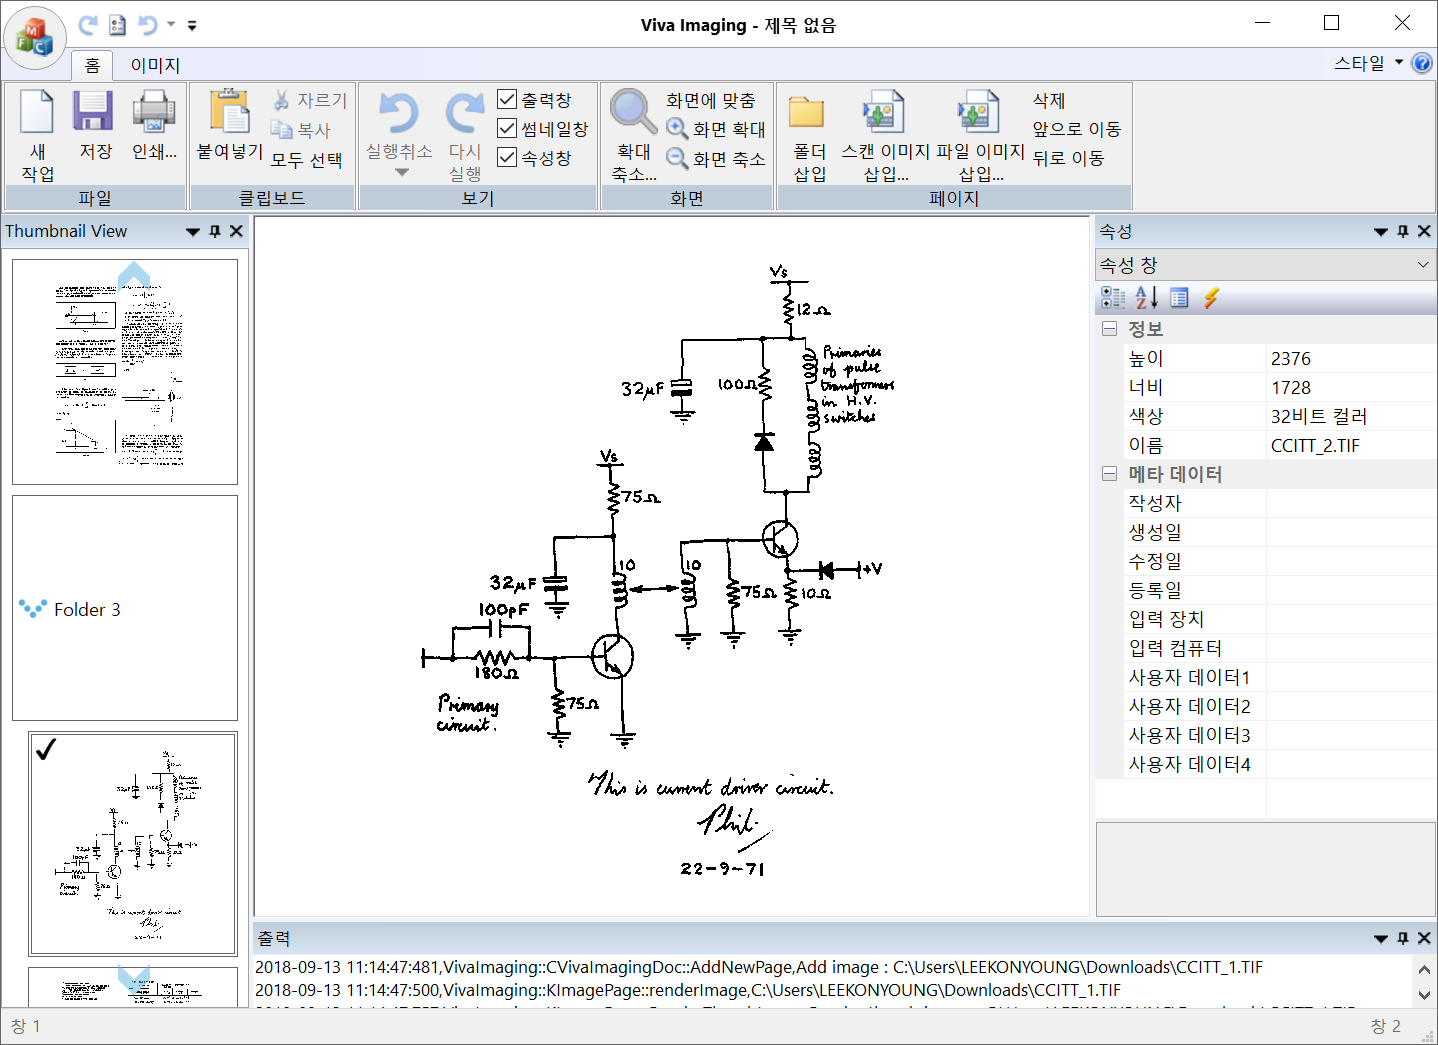 Viva Imaging - 제목 없음
홈 이미지 스타일
새 작업
저장
인쇄...
파일
붙여넣기
자르기
복사
모두 선택
클립보드
실행취소
다시 실행
출력창
썸네일창
속성창
보기
확대 축소...
화면에 맞춤
화면 확대
화면 축소
화면
폴더 삽입
스캔 이미지 삽입...
파일 이미지 삽입...
삭제
앞으로 이동
뒤로 이동
페이지
Thumbnail View
Folder 3
Vs
12Ω
32μF
100Ω
Primaries
of pulse
transformers
in H.V.
switches
Vs
75Ω
32μF
10
10
75Ω
10Ω
+V
100pF
180Ω
75Ω
Primary
circuit.
This is current driver circuit.
Phil.
22-9-71
속성
속성 창
정보
높이 2376
너비 1728
색상 32비트 컬러
이름 CCITT_2.TIF
메타 데이터
작성자
생성일
수정일
등록일
입력 장치
입력 컴퓨터
사용자 데이터1
사용자 데이터2
사용자 데이터3
사용자 데이터4
출력
2018-09-13 11:14:47:481,VivaImaging::CVivaImagingDoc::AddNewPage,Add image : C:\Users\LEEKONYOUNG\Downloads\CCITT_1.TIF
2018-09-13 11:14:47:500,VivaImaging::KImagePage::renderImage,C:\Users\LEEKONYOUNG\Downloads\CCITT_1.TIF
창 1
창 2